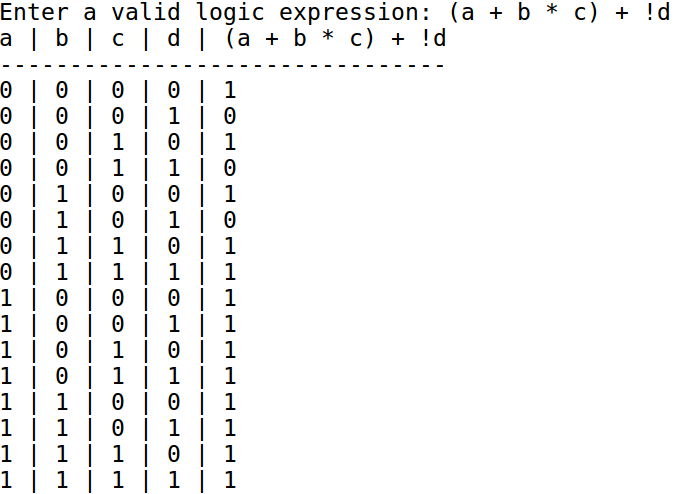 Enter a valid logic expression: (a + b * c) + !d
a | b | c | d | (a + b * c) + !d
--------------------------------
0 | 0 | 0 | 0 | 1
0 | 0 | 0 | 1 | 0
0 | 0 | 1 | 0 | 1
0 | 0 | 1 | 1 | 0
0 | 1 | 0 | 0 | 1
0 | 1 | 0 | 1 | 0
0 | 1 | 1 | 0 | 1
0 | 1 | 1 | 1 | 1
1 | 0 | 0 | 0 | 1
1 | 0 | 0 | 1 | 1
1 | 0 | 1 | 0 | 1
1 | 0 | 1 | 1 | 1
1 | 1 | 0 | 0 | 1
1 | 1 | 0 | 1 | 1
1 | 1 | 1 | 0 | 1
1 | 1 | 1 | 1 | 1